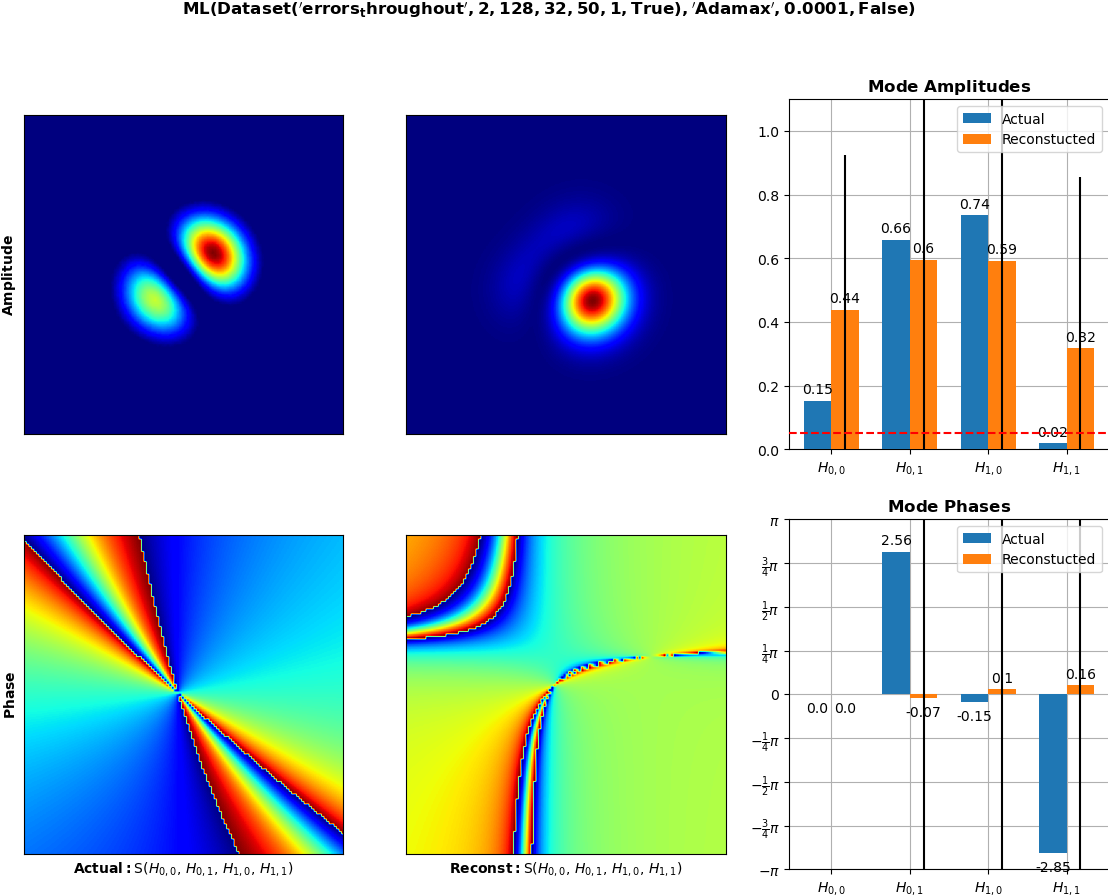 ML(Dataset('errors_throughout', 2, 128, 32, 50, 1, True), 'Adamax', 0.0001, False)
Amplitude
Mode Amplitudes
Actual
Reconstucted
1.0
0.8
0.6
0.4
0.2
0.0
0.15
0.44
0.66
0.6
0.74
0.59
0.02
0.32
H0,0
H0,1
H1,0
H1,1
Phase
Actual: S(H0,0, H0,1, H1,0, H1,1)
Reconst: S(H0,0, H0,1, H1,0, H1,1)
Mode Phases
Actual
Reconstucted
π
3/4π
1/2π
1/4π
0
−1/4π
−1/2π
−3/4π
−π
0.0
0.0
2.56
-0.07
-0.15
0.1
-2.85
0.16
H0,0
H0,1
H1,0
H1,1